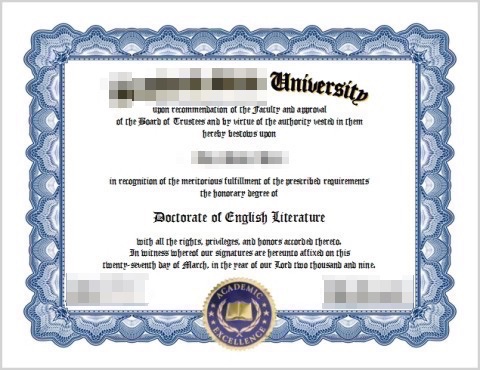 University
upon recommendation of the Faculty and approval
of the Board of Trustees and by virtue of the authority vested in them
hereby bestows upon
in recognition of the meritorious fulfillment of the prescribed requirements
the honorary degree of
Doctorate of English Literature
with all the rights, privileges, and honors accorded thereto.
In witness whereof our signatures are hereunto affixed on this
twenty-seventh day of March, in the year of our Lord two thousand and nine.
ACADEMIC
EXCELLENCE